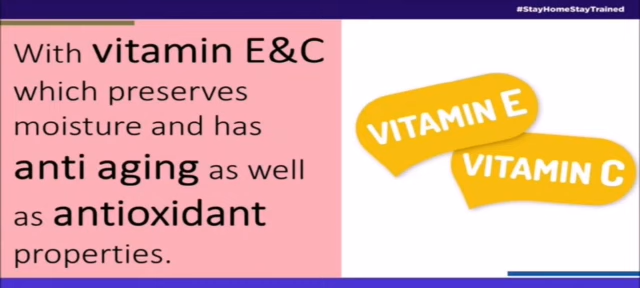 #StayHomeStayTrained
With vitamin E&C
which preserves
moisture and has
anti aging as well
as antioxidant
properties.
VITAMIN E
VITAMIN C